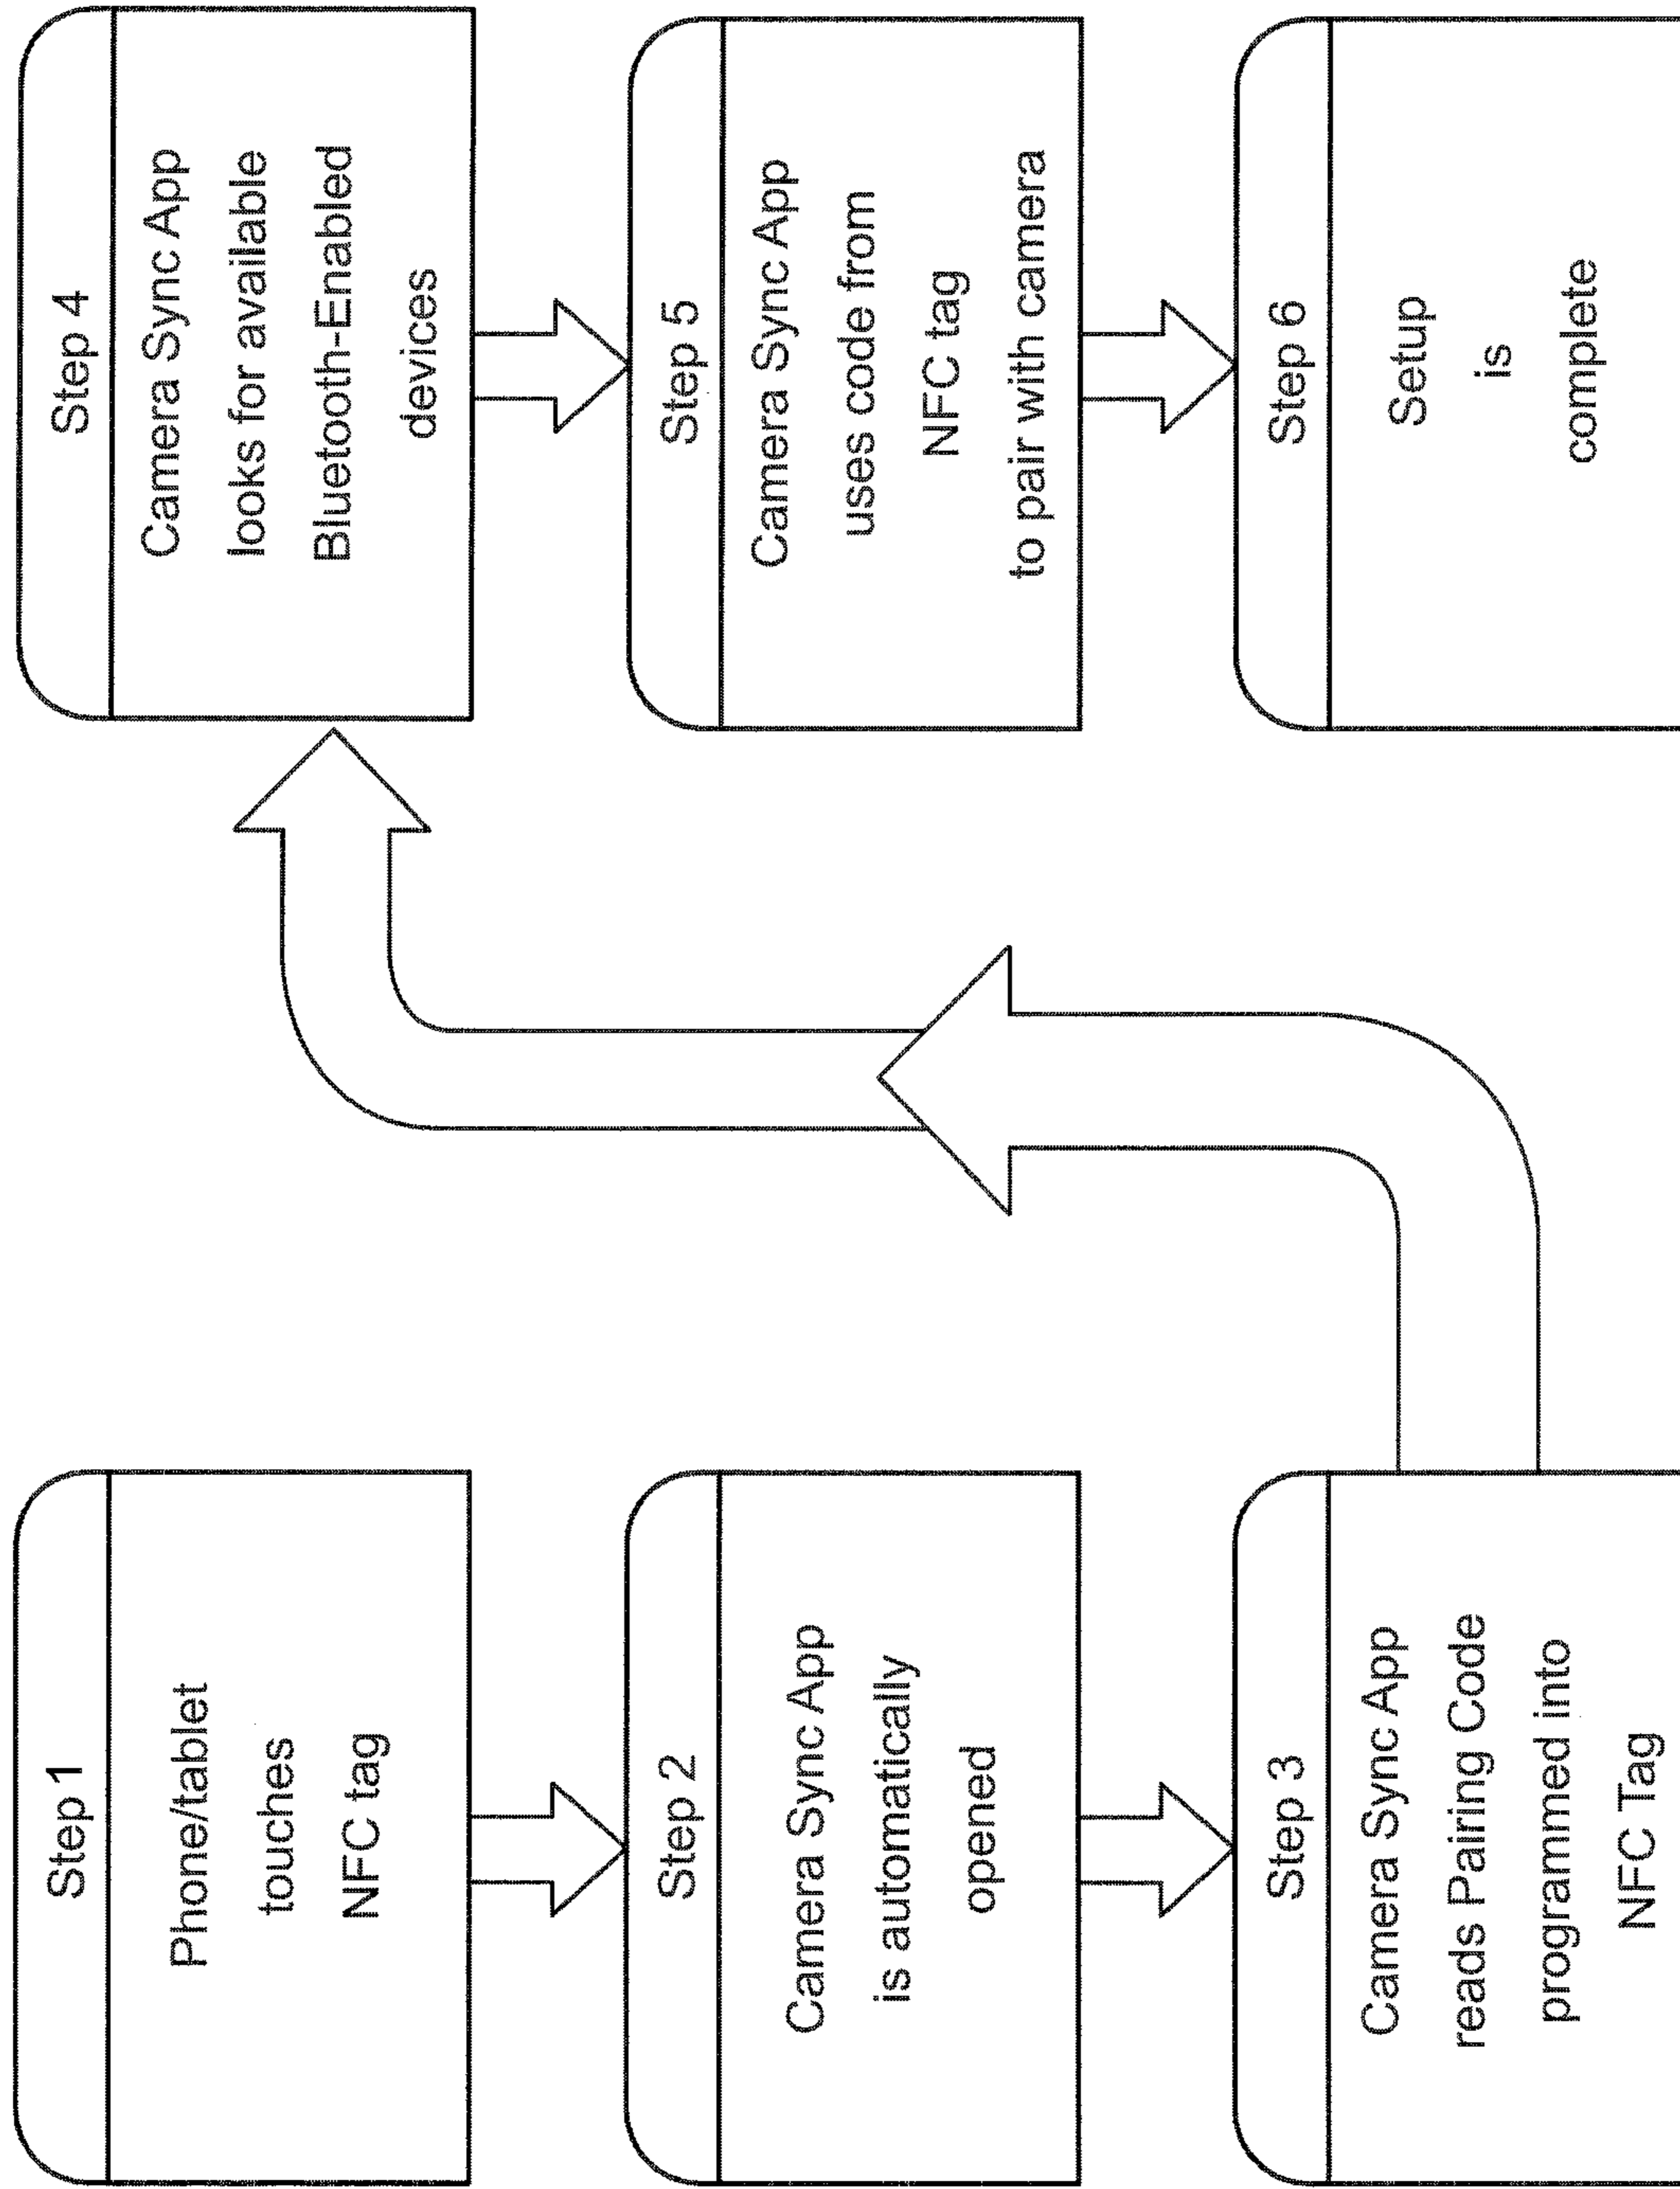 Step 1
Phone/tablet
touches
NFC tag
Step 2
Camera Sync App
is automatically
opened
Step 3
Camera Sync App
reads Pairing Code
programmed into
NFC Tag
Step 4
Camera Sync App
looks for available
Bluetooth-Enabled
devices
Step 5
Camera Sync App
uses code from
NFC tag
to pair with camera
Step 6
Setup
is
complete